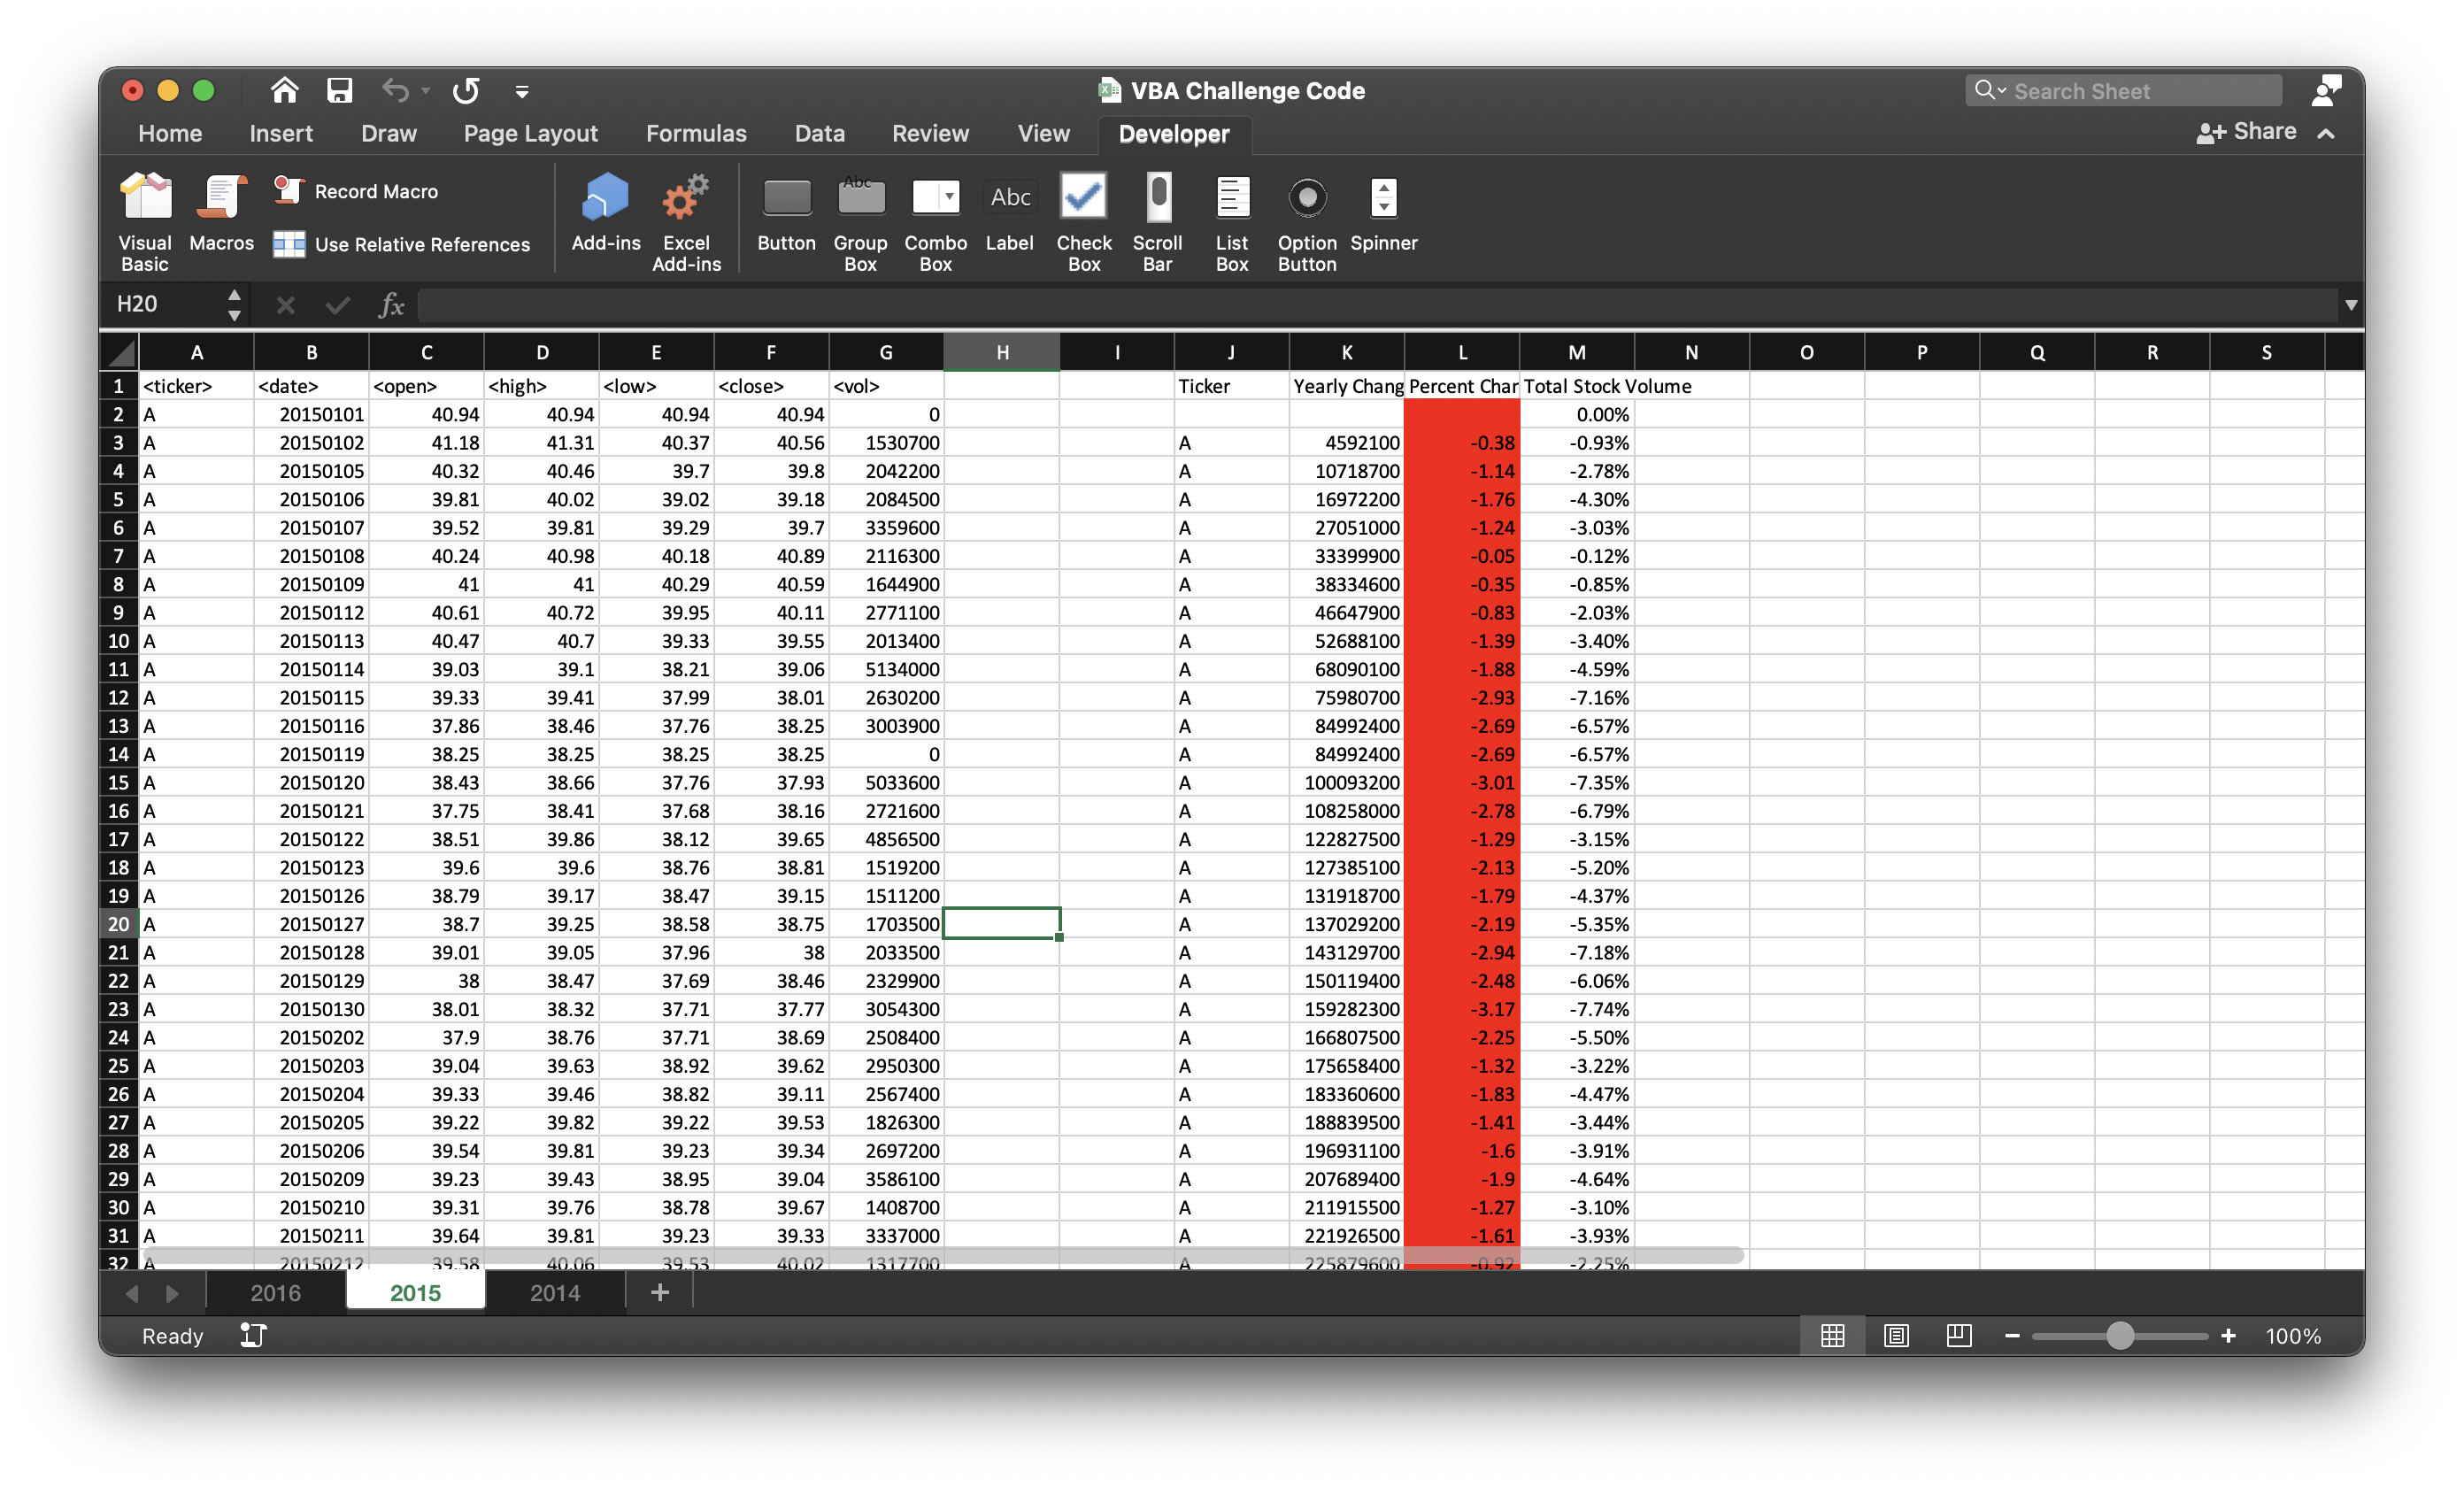 VBA Challenge Code
Search Sheet
Home Insert Draw Page Layout Formulas Data Review View Developer Share
Record Macro
Use Relative References
Visual Basic Macros Add-ins Excel Add-ins Button Group Box Combo Box Label Check Box Scroll Bar List Box Option Button Spinner
Abc Abc
H20 fx
A B C D E F G H I J K L M N O P Q R S
1 <ticker> <date> <open> <high> <low> <close> <vol> Ticker Yearly Chang Percent Char Total Stock Volume
2 A 20150101 40.94 40.94 40.94 40.94 0 0.00%
3 A 20150102 41.18 41.31 40.37 40.56 1530700 A 4592100 -0.38 -0.93%
4 A 20150105 40.32 40.46 39.7 39.8 2042200 A 10718700 -1.14 -2.78%
5 A 20150106 39.81 40.02 39.02 39.18 2084500 A 16972200 -1.76 -4.30%
6 A 20150107 39.52 39.81 39.29 39.7 3359600 A 27051000 -1.24 -3.03%
7 A 20150108 40.24 40.98 40.18 40.89 2116300 A 33399900 -0.05 -0.12%
8 A 20150109 41 41 40.29 40.59 1644900 A 38334600 -0.35 -0.85%
9 A 20150112 40.61 40.72 39.95 40.11 2771100 A 46647900 -0.83 -2.03%
10 A 20150113 40.47 40.7 39.33 39.55 2013400 A 52688100 -1.39 -3.40%
11 A 20150114 39.03 39.1 38.21 39.06 5134000 A 68090100 -1.88 -4.59%
12 A 20150115 39.33 39.41 37.99 38.01 2630200 A 75980700 -2.93 -7.16%
13 A 20150116 37.86 38.46 37.76 38.25 3003900 A 84992400 -2.69 -6.57%
14 A 20150119 38.25 38.25 38.25 38.25 0 A 84992400 -2.69 -6.57%
15 A 20150120 38.43 38.66 37.76 37.93 5033600 A 100093200 -3.01 -7.35%
16 A 20150121 37.75 38.41 37.68 38.16 2721600 A 108258000 -2.78 -6.79%
17 A 20150122 38.51 39.86 38.12 39.65 4856500 A 122827500 -1.29 -3.15%
18 A 20150123 39.6 39.6 38.76 38.81 1519200 A 127385100 -2.13 -5.20%
19 A 20150126 38.79 39.17 38.47 39.15 1511200 A 131918700 -1.79 -4.37%
20 A 20150127 38.7 39.25 38.58 38.75 1703500 A 137029200 -2.19 -5.35%
21 A 20150128 39.01 39.05 37.96 38 2033500 A 143129700 -2.94 -7.18%
22 A 20150129 38 38.47 37.69 38.46 2329900 A 150119400 -2.48 -6.06%
23 A 20150130 38.01 38.32 37.71 37.77 3054300 A 159282300 -3.17 -7.74%
24 A 20150202 37.9 38.76 37.71 38.69 2508400 A 166807500 -2.25 -5.50%
25 A 20150203 39.04 39.63 38.92 39.62 2950300 A 175658400 -1.32 -3.22%
26 A 20150204 39.33 39.46 38.82 39.11 2567400 A 183360600 -1.83 -4.47%
27 A 20150205 39.22 39.82 39.22 39.53 1826300 A 188839500 -1.41 -3.44%
28 A 20150206 39.54 39.81 39.23 39.34 2697200 A 196931100 -1.6 -3.91%
29 A 20150209 39.23 39.43 38.95 39.04 3586100 A 207689400 -1.9 -4.64%
30 A 20150210 39.31 39.76 38.78 39.67 1408700 A 211915500 -1.27 -3.10%
31 A 20150211 39.64 39.81 39.23 39.33 3337000 A 221926500 -1.61 -3.93%
32 A 20150212 39.58 40.06 39.53 40.02 1317700 A 225879600 -0.92 -2.25%
2016 2015 2014 +
Ready 100%